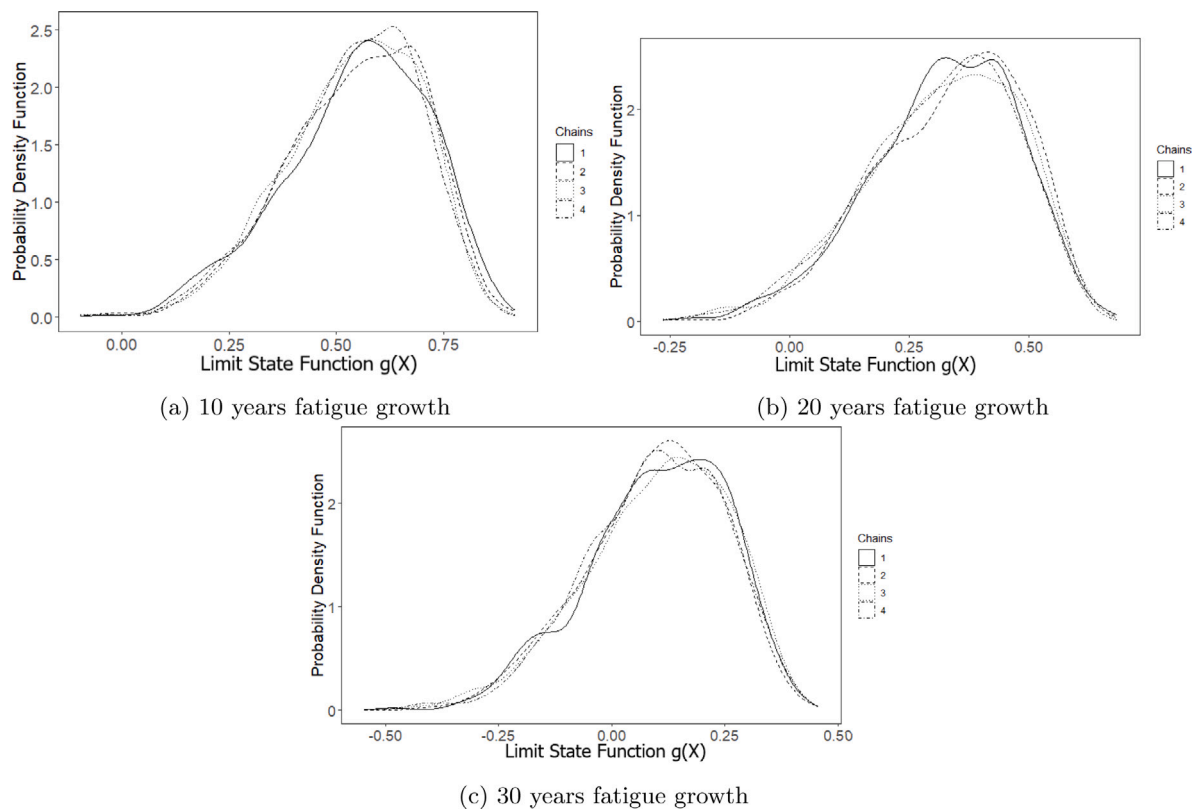 2.5
2.0
1.5
1.0
0.5
0.0
Probability Density Function
0.00 0.25 0.50 0.75
Limit State Function g(X)
Chains
1
2
3
4
(a) 10 years fatigue growth
2
1
0
Probability Density Function
-0.25 0.00 0.25 0.50
Limit State Function g(X)
Chains
1
2
3
4
(b) 20 years fatigue growth
2
1
0
Probability Density Function
-0.50 -0.25 0.00 0.25 0.50
Limit State Function g(X)
Chains
1
2
3
4
(c) 30 years fatigue growth